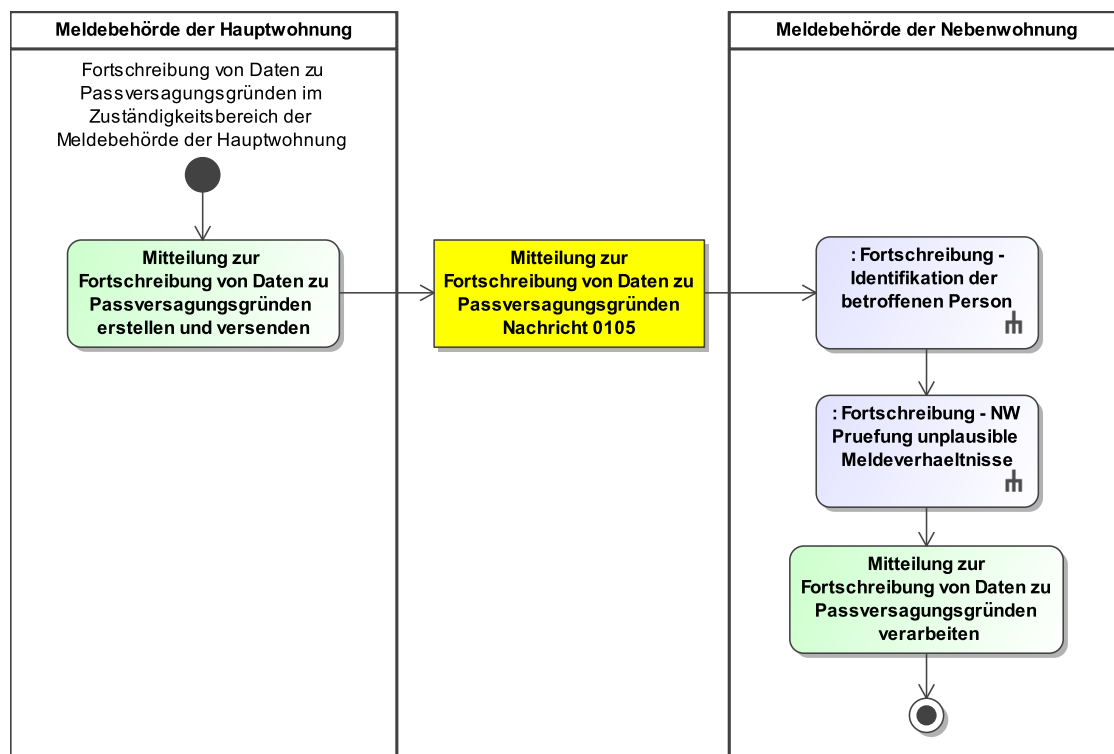 Meldebehörde der Hauptwohnung
Fortschreibung von Daten zu
Passversagungsgründen im
Zuständigkeitsbereich der
Meldebehörde der Hauptwohnung
Mitteilung zur
Fortschreibung von Daten zu
Passversagungsgründen
erstellen und versenden
Mitteilung zur
Fortschreibung von Daten zu
Passversagungsgründen
Nachricht 0105
Meldebehörde der Nebenwohnung
: Fortschreibung -
Identifikation der
betroffenen Person
: Fortschreibung - NW
Pruefung unplausible
Meldeverhaeltnisse
Mitteilung zur
Fortschreibung von Daten zu
Passversagungsgründen
verarbeiten